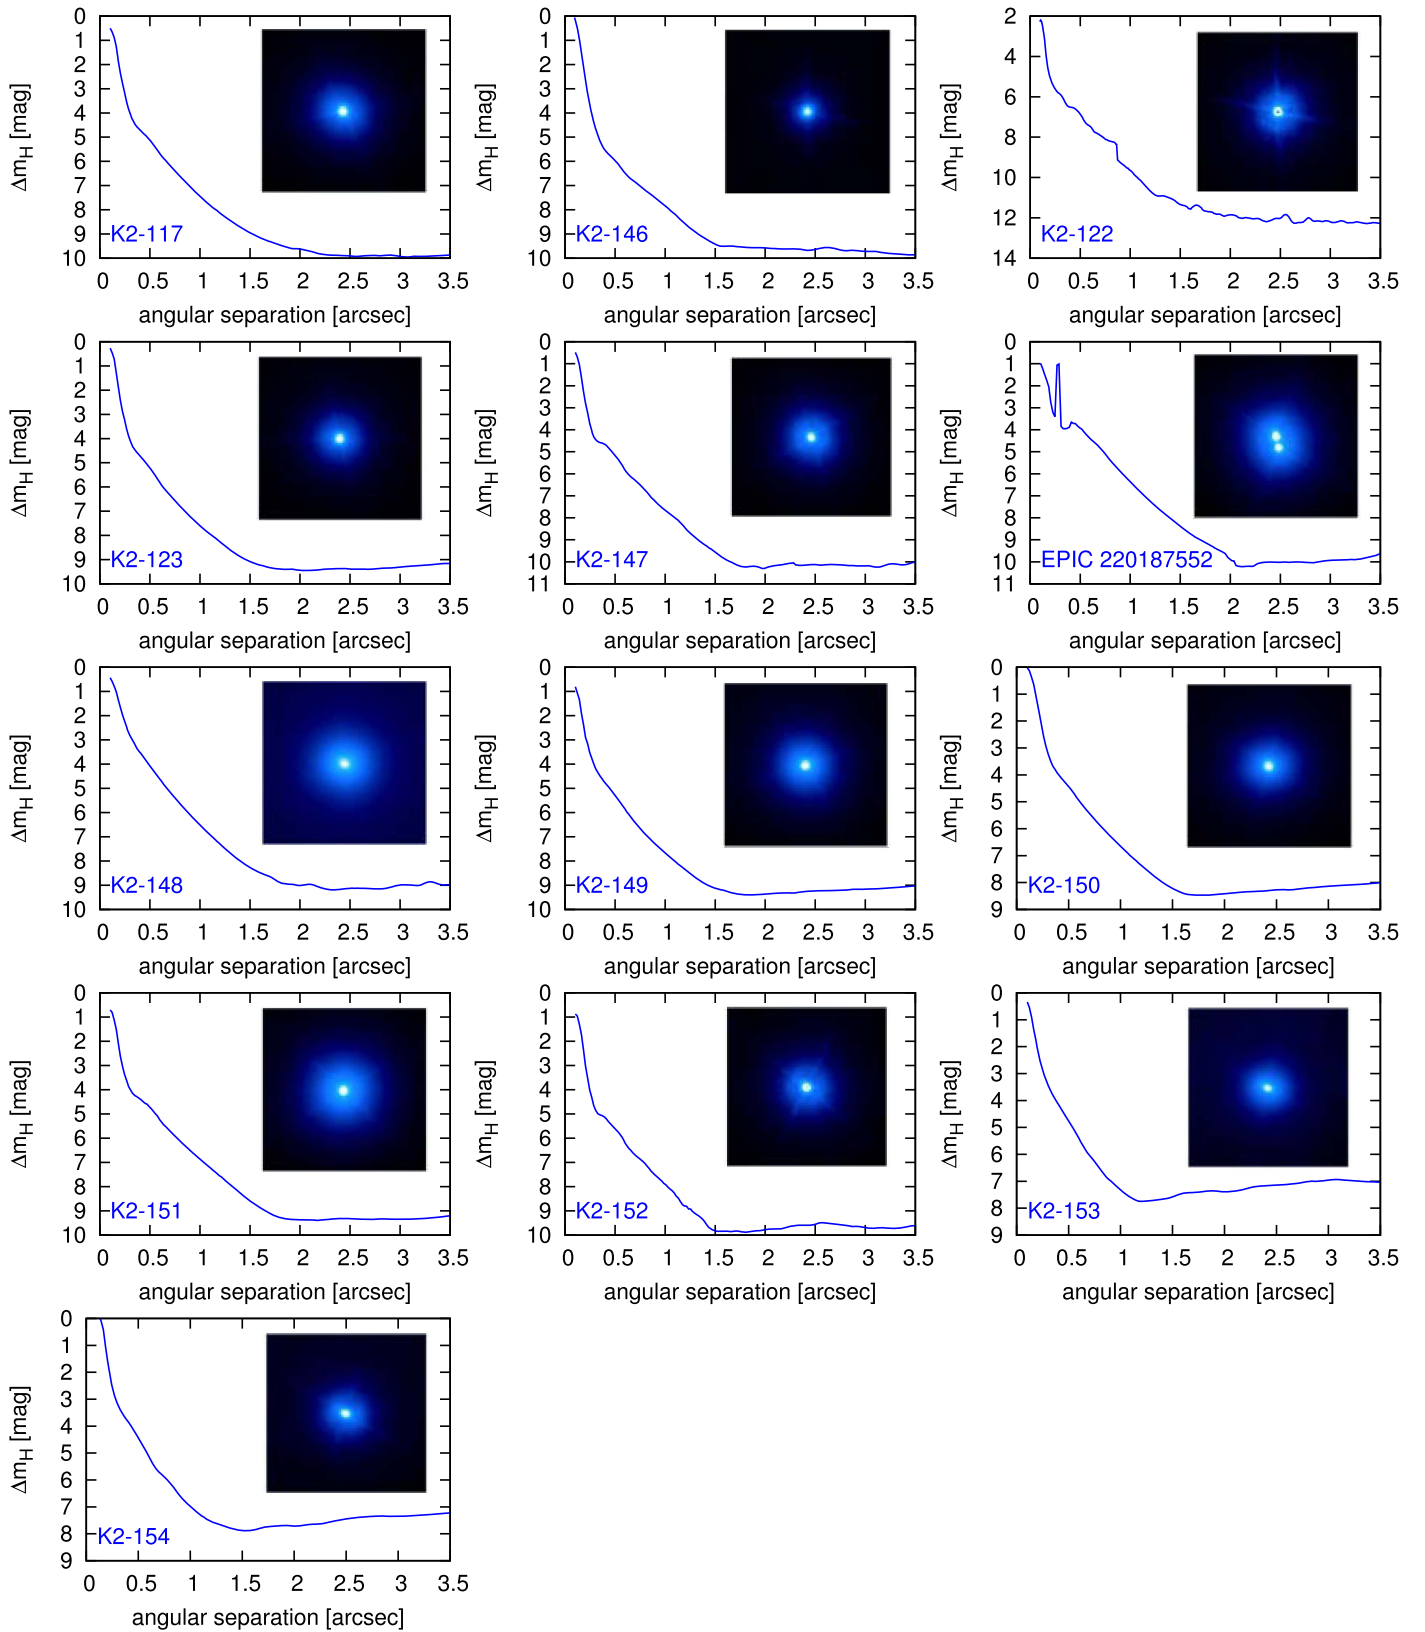 0
1
2
3
4
5
6
7
8
9
10
Δm_H [mag]
K2-117
0 0.5 1 1.5 2 2.5 3 3.5
angular separation [arcsec]
0
1
2
3
4
5
6
7
8
9
10
Δm_H [mag]
K2-146
0 0.5 1 1.5 2 2.5 3 3.5
angular separation [arcsec]
2
4
6
8
10
12
14
Δm_H [mag]
K2-122
0 0.5 1 1.5 2 2.5 3 3.5
angular separation [arcsec]
0
1
2
3
4
5
6
7
8
9
10
Δm_H [mag]
K2-123
0 0.5 1 1.5 2 2.5 3 3.5
angular separation [arcsec]
0
1
2
3
4
5
6
7
8
9
10
11
Δm_H [mag]
K2-147
0 0.5 1 1.5 2 2.5 3 3.5
angular separation [arcsec]
0
1
2
3
4
5
6
7
8
9
10
11
Δm_H [mag]
EPIC 220187552
0 0.5 1 1.5 2 2.5 3 3.5
angular separation [arcsec]
0
1
2
3
4
5
6
7
8
9
10
Δm_H [mag]
K2-148
0 0.5 1 1.5 2 2.5 3 3.5
angular separation [arcsec]
0
1
2
3
4
5
6
7
8
9
10
Δm_H [mag]
K2-149
0 0.5 1 1.5 2 2.5 3 3.5
angular separation [arcsec]
0
1
2
3
4
5
6
7
8
9
Δm_H [mag]
K2-150
0 0.5 1 1.5 2 2.5 3 3.5
angular separation [arcsec]
0
1
2
3
4
5
6
7
8
9
10
Δm_H [mag]
K2-151
0 0.5 1 1.5 2 2.5 3 3.5
angular separation [arcsec]
0
1
2
3
4
5
6
7
8
9
10
Δm_H [mag]
K2-152
0 0.5 1 1.5 2 2.5 3 3.5
angular separation [arcsec]
0
1
2
3
4
5
6
7
8
9
Δm_H [mag]
K2-153
0 0.5 1 1.5 2 2.5 3 3.5
angular separation [arcsec]
0
1
2
3
4
5
6
7
8
9
Δm_H [mag]
K2-154
0 0.5 1 1.5 2 2.5 3 3.5
angular separation [arcsec]